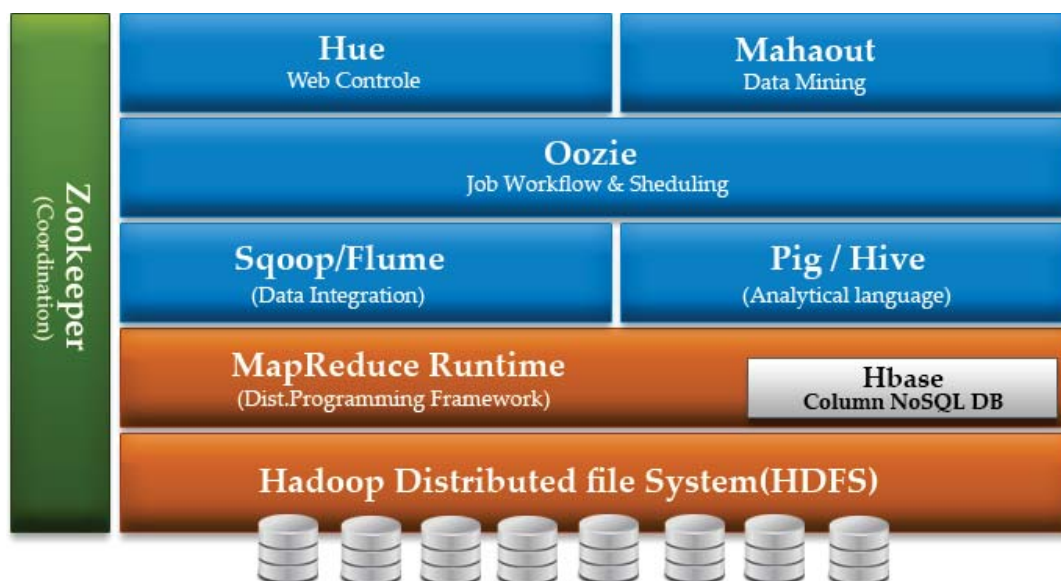 Zookeeper
(Coordination)
Hue
Web Controle
Mahaout
Data Mining
Oozie
Job Workflow & Sheduling
Sqoop/Flume
(Data Integration)
Pig / Hive
(Analytical language)
MapReduce Runtime
(Dist.Programming Framework)
Hbase
Column NoSQL DB
Hadoop Distributed file System(HDFS)